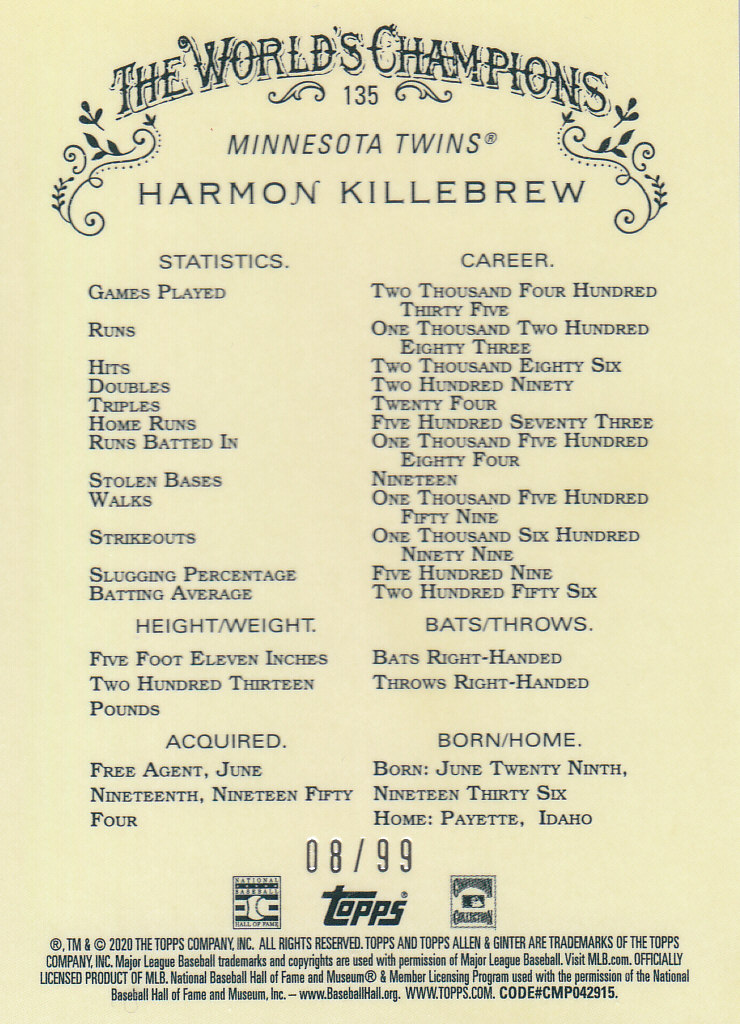 THE WORLD'S CHAMPIONS
135
MINNESOTA TWINS®
HARMON KILLEBREW
STATISTICS. CAREER.
GAMES PLAYED TWO THOUSAND FOUR HUNDRED
THIRTY FIVE
RUNS ONE THOUSAND TWO HUNDRED
EIGHTY THREE
HITS TWO THOUSAND EIGHTY SIX
DOUBLES TWO HUNDRED NINETY
TRIPLES TWENTY FOUR
HOME RUNS FIVE HUNDRED SEVENTY THREE
RUNS BATTED IN ONE THOUSAND FIVE HUNDRED
EIGHTY FOUR
STOLEN BASES NINETEEN
WALKS ONE THOUSAND FIVE HUNDRED
FIFTY NINE
STRIKEOUTS ONE THOUSAND SIX HUNDRED
NINETY NINE
SLUGGING PERCENTAGE FIVE HUNDRED NINE
BATTING AVERAGE TWO HUNDRED FIFTY SIX
HEIGHT/WEIGHT. BATS/THROWS.
FIVE FOOT ELEVEN INCHES BATS RIGHT-HANDED
TWO HUNDRED THIRTEEN THROWS RIGHT-HANDED
POUNDS
ACQUIRED. BORN/HOME.
FREE AGENT, JUNE BORN: JUNE TWENTY NINTH,
NINETEENTH, NINETEEN FIFTY NINETEEN THIRTY SIX
FOUR HOME: PAYETTE, IDAHO
08/99
NATIONAL BASEBALL HALL OF FAME Topps® COOPERSTOWN COLLECTION
®, TM & © 2020 THE TOPPS COMPANY, INC. ALL RIGHTS RESERVED. TOPPS AND TOPPS ALLEN & GINTER ARE TRADEMARKS OF THE TOPPS
COMPANY, INC. Major League Baseball trademarks and copyrights are used with permission of Major League Baseball. Visit MLB.com. OFFICIALLY
LICENSED PRODUCT OF MLB. National Baseball Hall of Fame and Museum® & Member Licensing Program used with the permission of the National
Baseball Hall of Fame and Museum, Inc. – www.BaseballHall.org. WWW.TOPPS.COM. CODE#CMP042915.